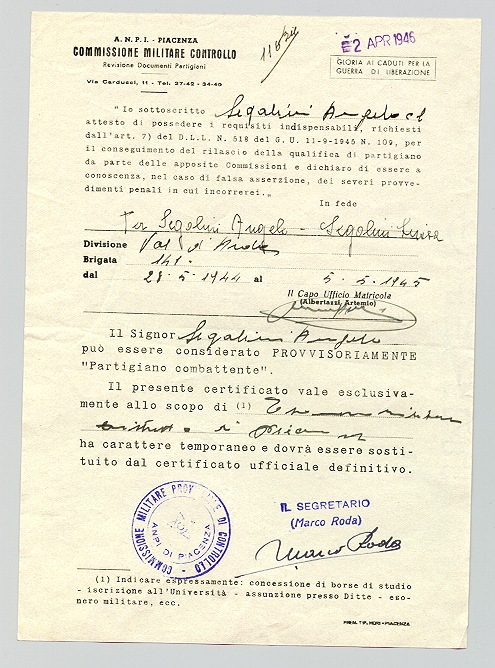 A. N. P. I. - PIACENZA
COMMISSIONE MILITARE CONTROLLO
Revisione Documenti Partigiani
Via Carducci, 11 - Tel. 27-42 - 34-40
2 APR 1946
GLORIA AI CADUTI PER LA
GUERRA DI LIBERAZIONE
"Io sottoscritto Segalini Angelo
attesto di possedere i requisiti indispensabili, richiesti
dall'art. 7) del D.L.L. N. 518 del G. U. 11-9-1945 N. 109, per
il conseguimento del rilascio della qualifica di partigiano
da parte delle apposite Commissioni e dichiaro di essere a
conoscenza, nel caso di falsa asserzione, dei severi provve-
dimenti penali in cui incorrerei."
In fede
Per Segalini Angelo - Segalini
Divisione Val d'Arda
Brigata 141.
dal 28-5-1944 al 5-5-1945
Il Capo Ufficio Matricole
(Albertazzi, Artemio)
Il Signor Segalini Angelo
può essere considerato PROVVISORIAMENTE
"Partigiano combattente".
Il presente certificato vale esclusiva-
mente allo scopo di (1)
ha carattere temporaneo e dovrà essere sosti-
tuito dal certificato ufficiale definitivo.
COMMISSIONE MILITARE PROV. DI CONTROLLO
ANPI DI PIACENZA
IL SEGRETARIO
(Marco Roda)
Marco Roda
(1) Indicare espressamente: concessione di borse di studio
- iscrizione all'Università - assunzione presso Ditte - eso-
nero militare, ecc.
PREM. TIP. HORI - PIACENZA